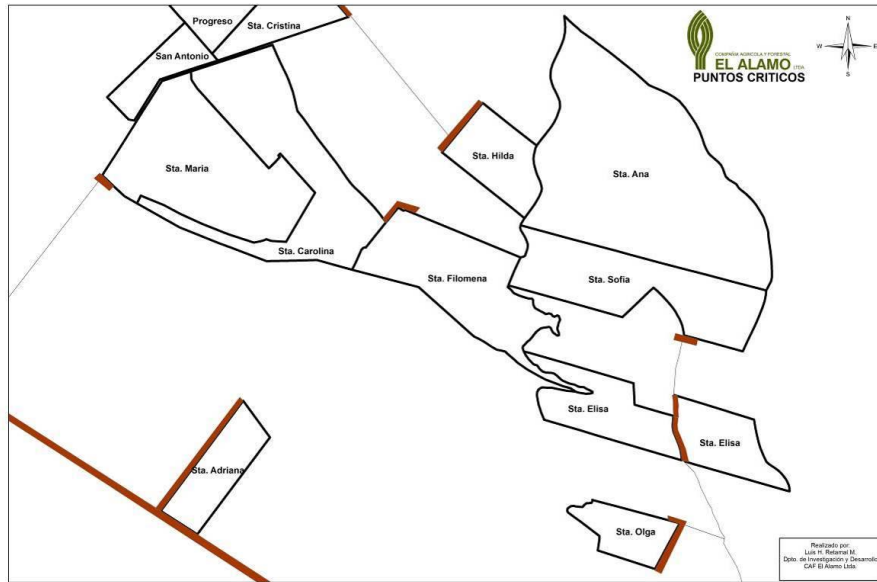 Progreso
Sta. Cristina
San Antonio
COMPAÑIA AGRICOLA Y FORESTAL
EL ALAMO LTDA.
PUNTOS CRITICOS
N
W E
S
Sta. Hilda
Sta. Maria
Sta. Ana
Sta. Carolina
Sta. Filomena
Sta. Sofia
Sta. Elisa
Sta. Elisa
Sta. Adriana
Sta. Olga
Realizado por:
Luis H. Retamal M.
Dpto. de Investigación y Desarrollo
CAF El Alamo Ltda.